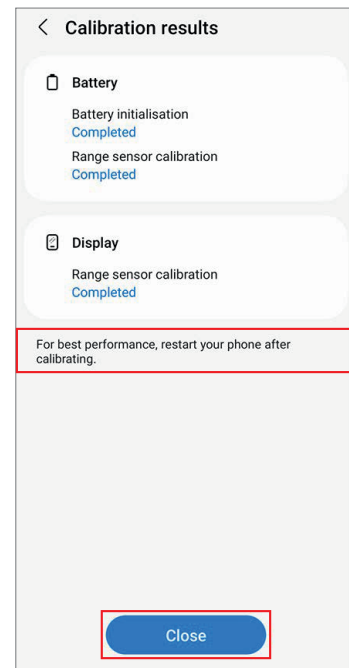 Calibration results
Battery
Battery initialisation
Completed
Range sensor calibration
Completed
Display
Range sensor calibration
Completed
For best performance, restart your phone after
calibrating.
Close